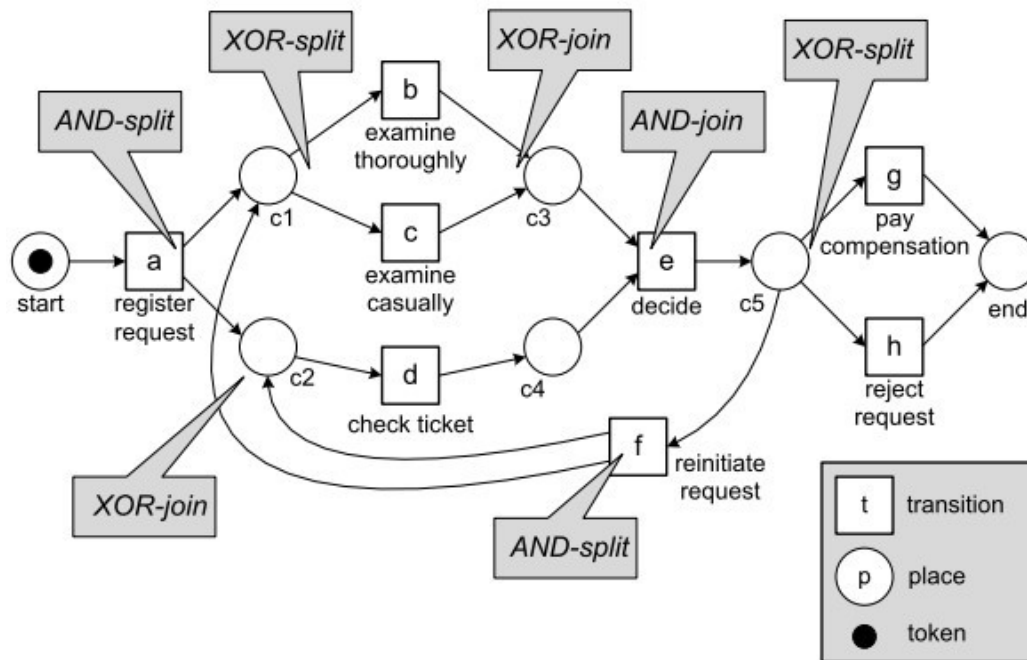 XOR-split
XOR-join
XOR-split
AND-split
b
AND-join
examine
thoroughly
g
c1
c3
pay
compensation
c
a
e
start
examine
casually
register
request
decide
c5
end
h
c2
d
c4
reject
request
check ticket
f
reinitiate
request
XOR-join
AND-split
t
transition
p
place
token